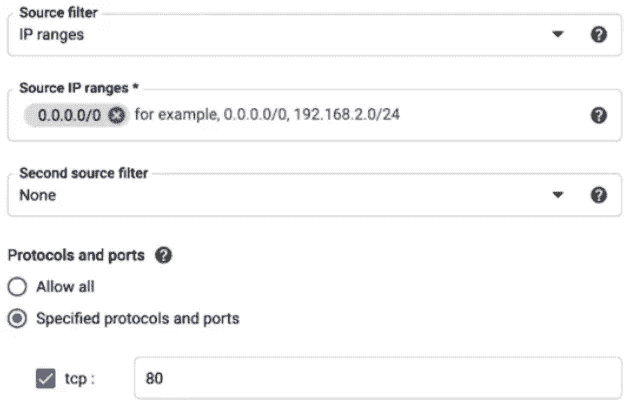 Source filter
IP ranges
Source IP ranges *
0.0.0.0/0 for example, 0.0.0.0/0, 192.168.2.0/24
Second source filter
None
Protocols and ports
Allow all
Specified protocols and ports
tcp : 80